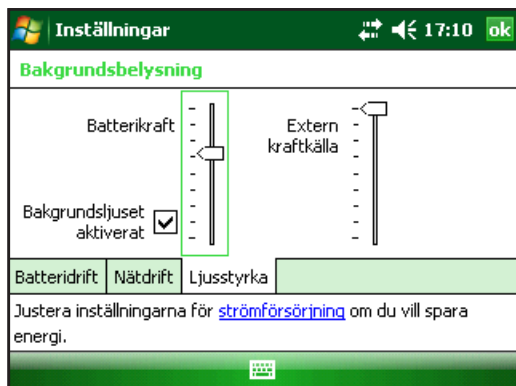 Inställningar 17:10 ok
Bakgrundsbelysning
Batterikraft
Extern
kraftkälla
Bakgrundsljuset
aktiverat
Batteridrift Nätdrift Ljusstyrka
Justera inställningarna för strömförsörjning om du vill spara
energi.